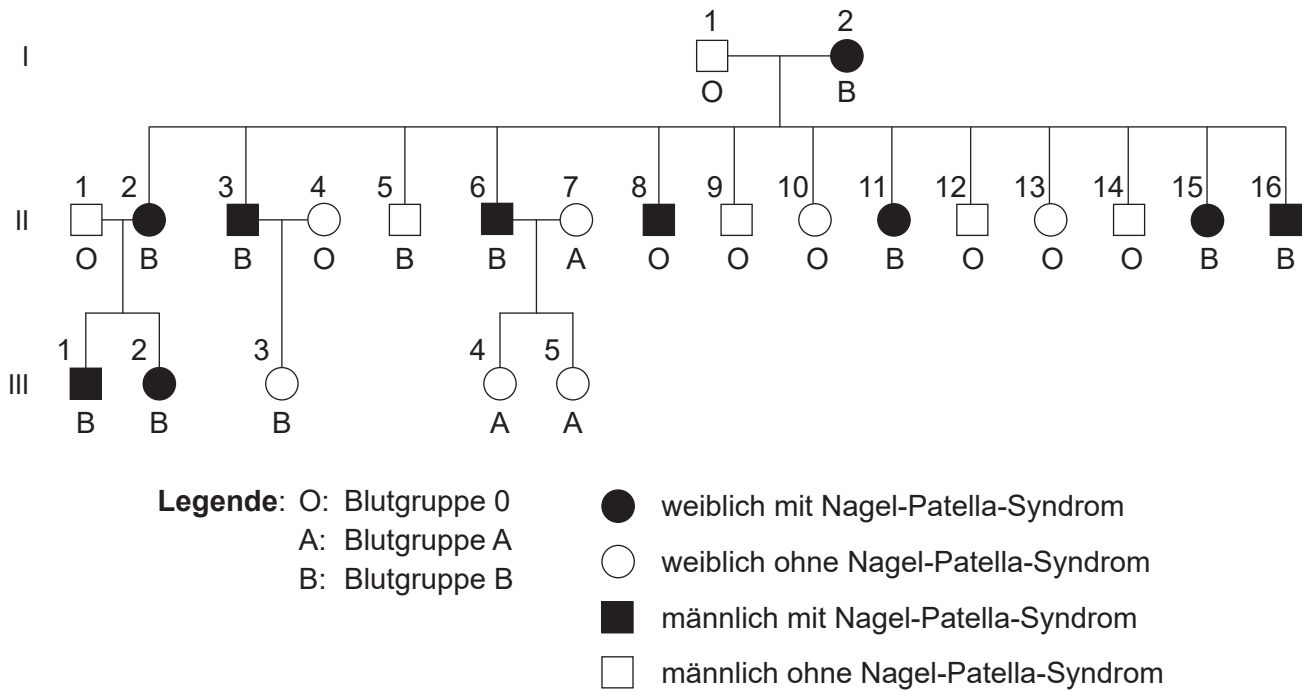 1 2
I
O B
1 2 3 4 5 6 7 8 9 10 11 12 13 14 15 16
II
O B B O B B A O O O B O O O B B
1 2 3 4 5
III
B B B A A
Legende: O: Blutgruppe 0
A: Blutgruppe A
B: Blutgruppe B
weiblich mit Nagel-Patella-Syndrom
weiblich ohne Nagel-Patella-Syndrom
männlich mit Nagel-Patella-Syndrom
männlich ohne Nagel-Patella-Syndrom